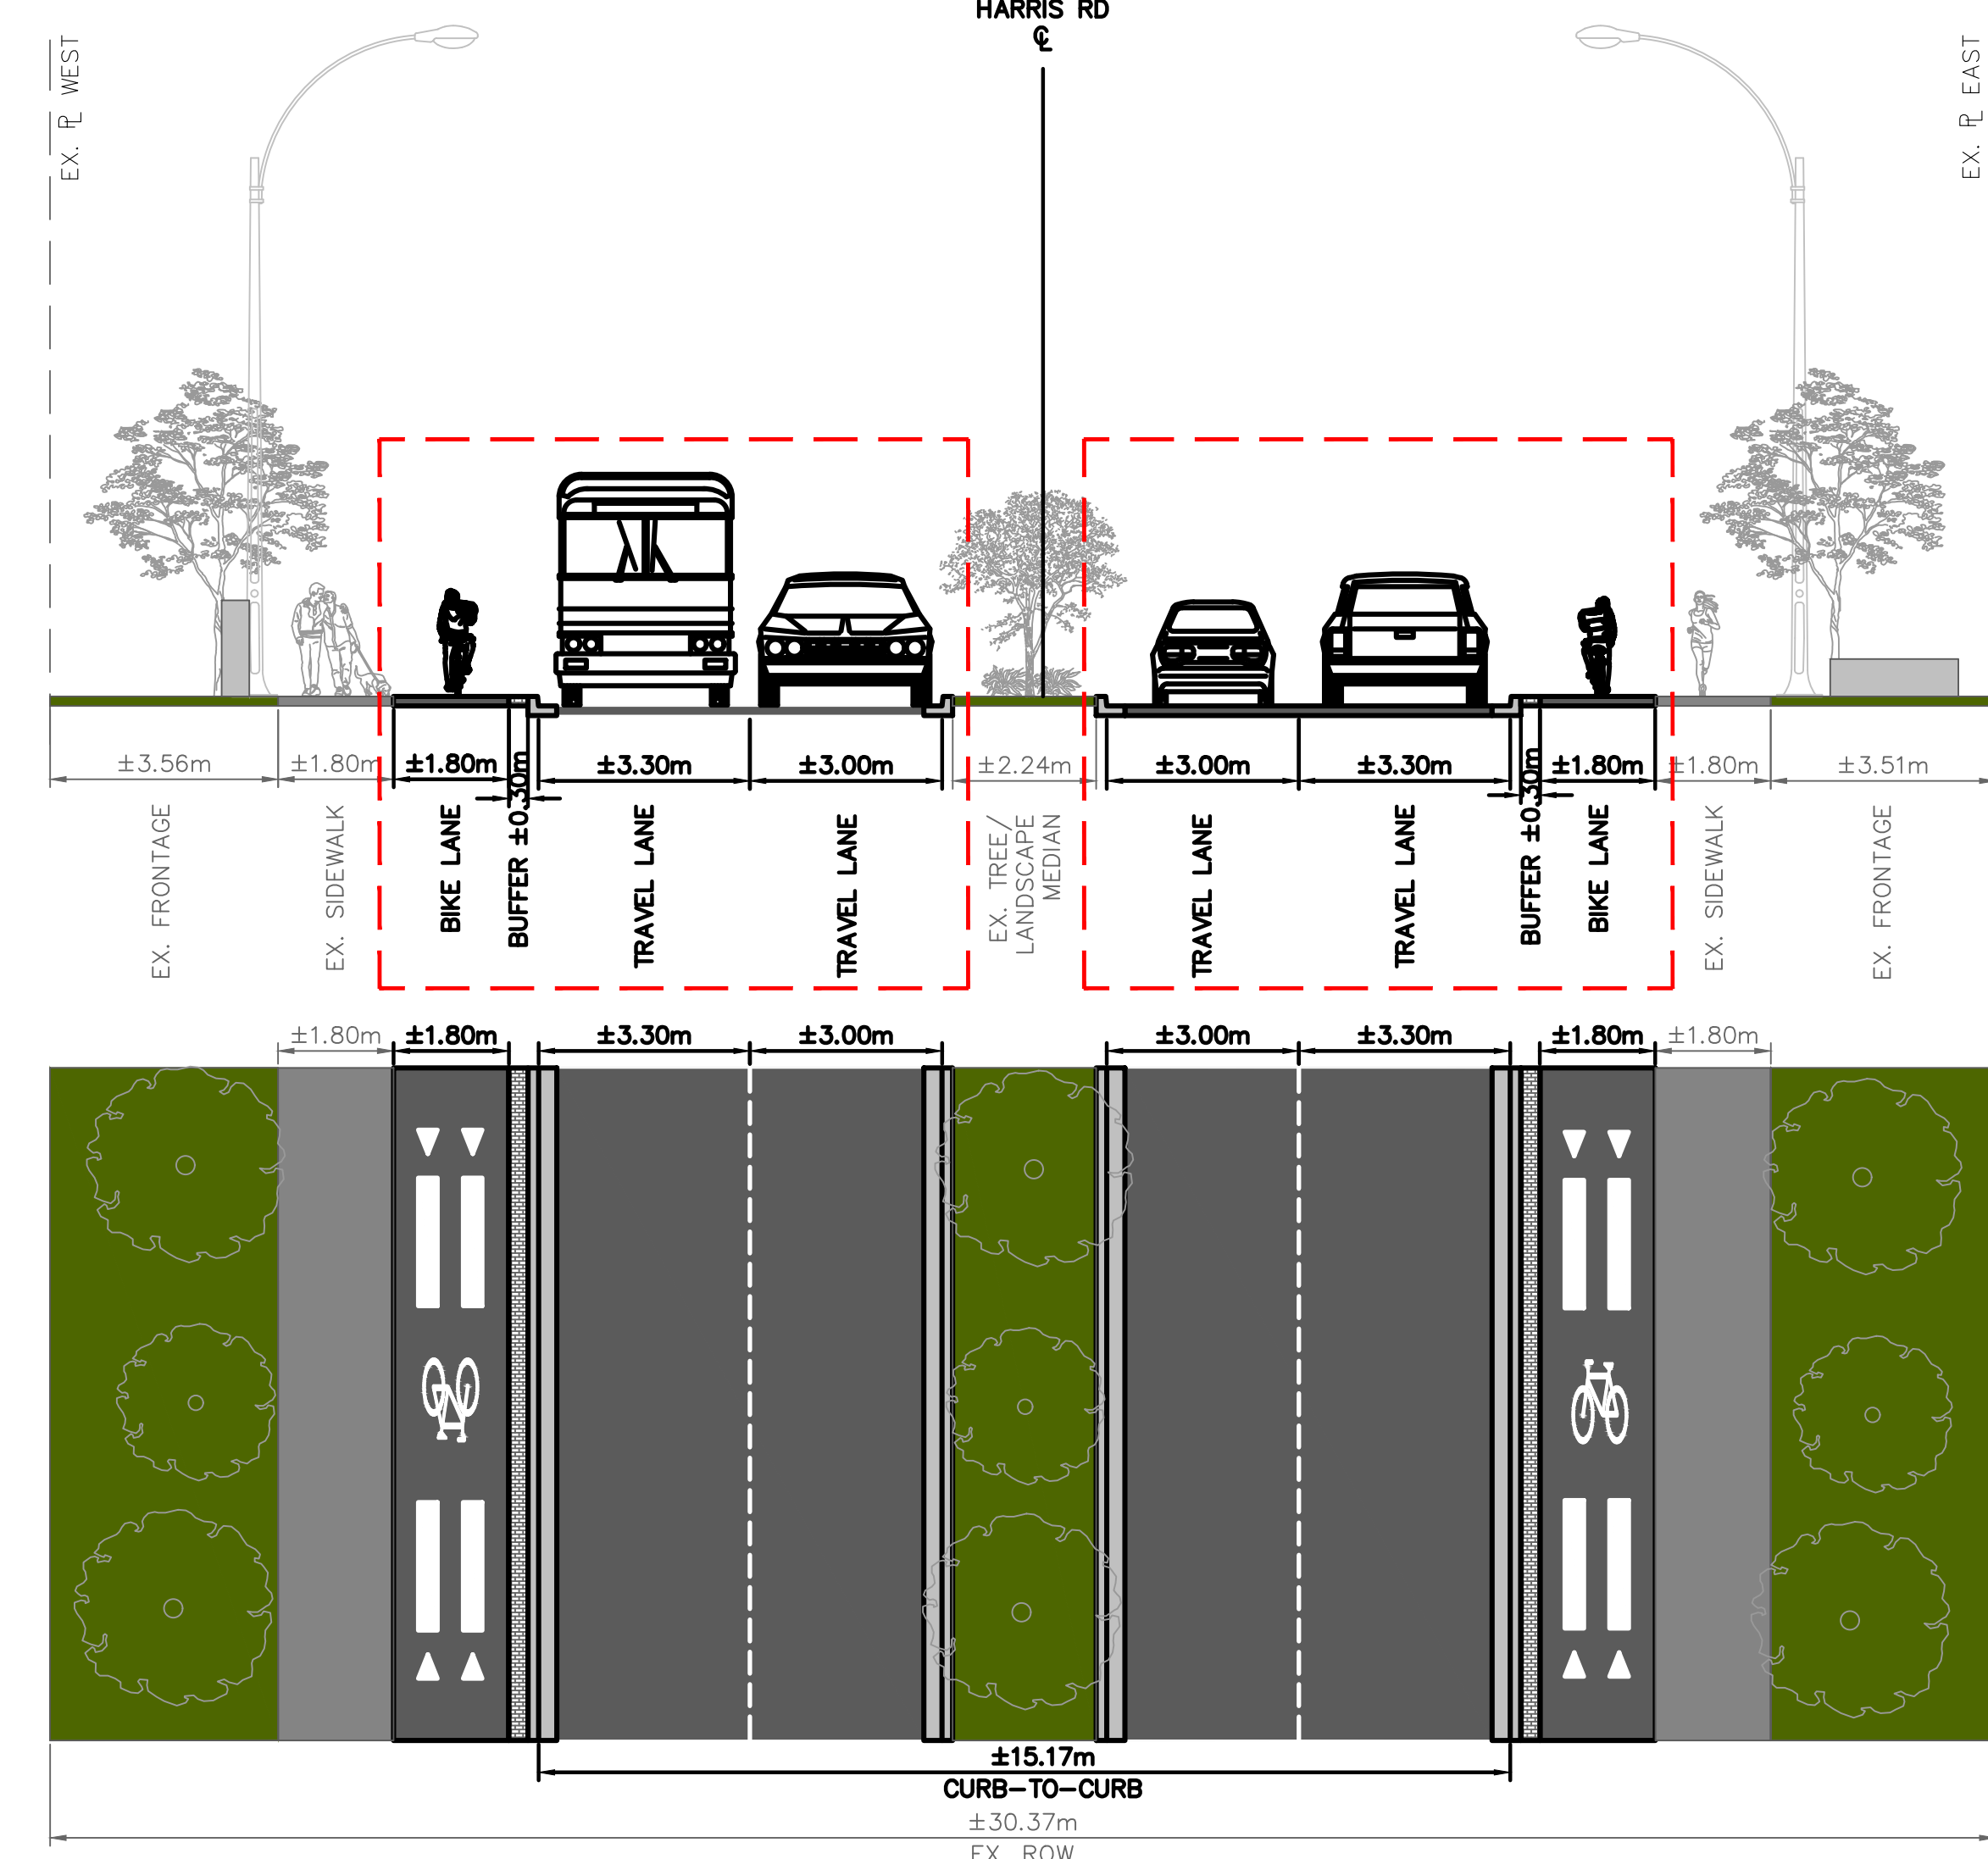 HARRIS RD
℄
EX. ⅊ WEST
EX. ⅊ EAST
±3.56m
±1.80m
±1.80m
±3.30m
±3.00m
±2.24m
±3.00m
±3.30m
±1.80m
±1.80m
±3.51m
EX. FRONTAGE
EX. SIDEWALK
BIKE LANE
BUFFER ±0.30m
TRAVEL LANE
TRAVEL LANE
EX. TREE/
LANDSCAPE
MEDIAN
TRAVEL LANE
TRAVEL LANE
BUFFER ±0.30m
BIKE LANE
EX. SIDEWALK
EX. FRONTAGE
±1.80m
±1.80m
±3.30m
±3.00m
±3.00m
±3.30m
±1.80m
±1.80m
±15.17m
CURB-TO-CURB
±30.37m
EX. ROW